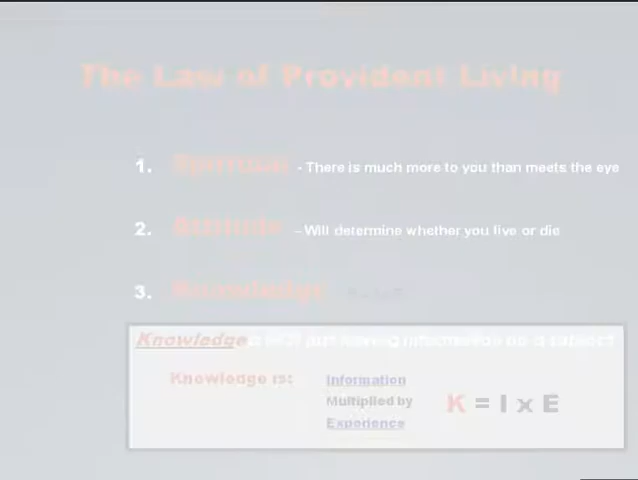 The Law of Provident Living
1. Spiritual - There is much more to you than meets the eye
2. Attitude - Will determine whether you live or die
3. Knowledge
Knowledge is not just having information on a subject
Knowledge is: Information
Multiplied by K = I x E
Experience